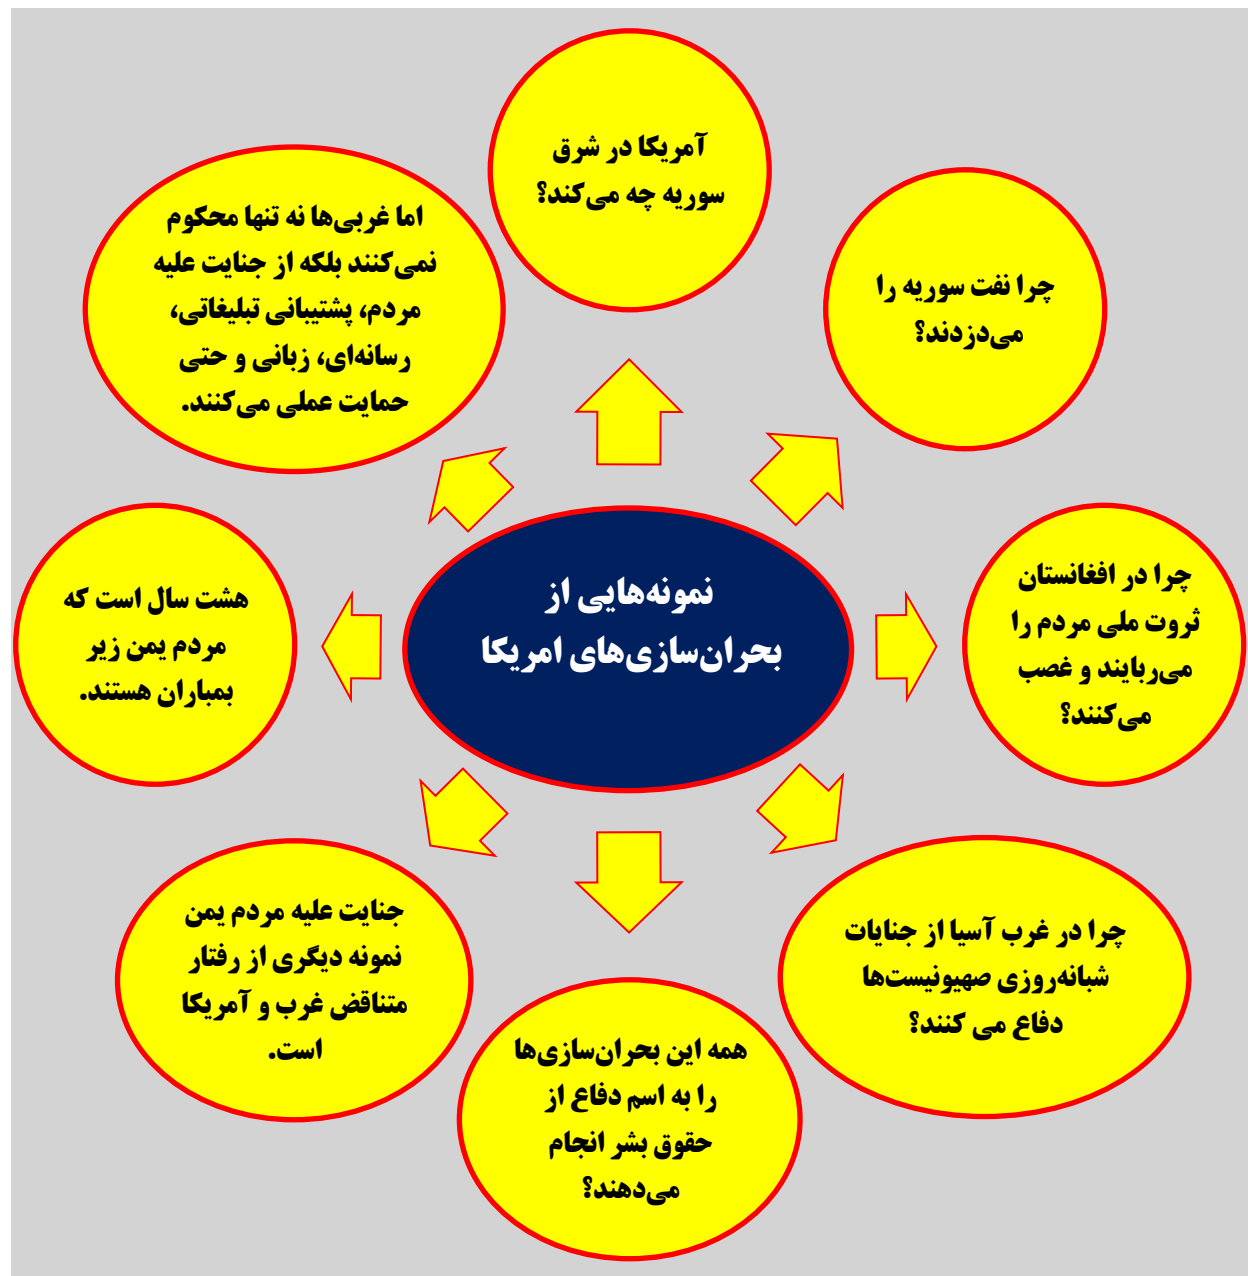 نمونه‌هایی از
بحران‌سازی‌های امریکا
آمریکا در شرق
سوریه چه می‌کند؟
چرا نفت سوریه را
می‌دزدند؟
چرا در افغانستان
ثروت ملی مردم را
می‌ربایند و غصب
می‌کنند؟
چرا در غرب آسیا از جنایات
شبانه‌روزی صهیونیست‌ها
دفاع می کنند؟
همه این بحران‌سازی‌ها
را به اسم دفاع از
حقوق بشر انجام
می‌دهند؟
جنایت علیه مردم یمن
نمونه دیگری از رفتار
متناقض غرب و آمریکا
است.
هشت سال است که
مردم یمن زیر
بمباران هستند.
اما غربی‌ها نه تنها محکوم
نمی‌کنند بلکه از جنایت علیه
مردم، پشتیبانی تبلیغاتی،
رسانه‌ای، زبانی و حتی
حمایت عملی می‌کنند.